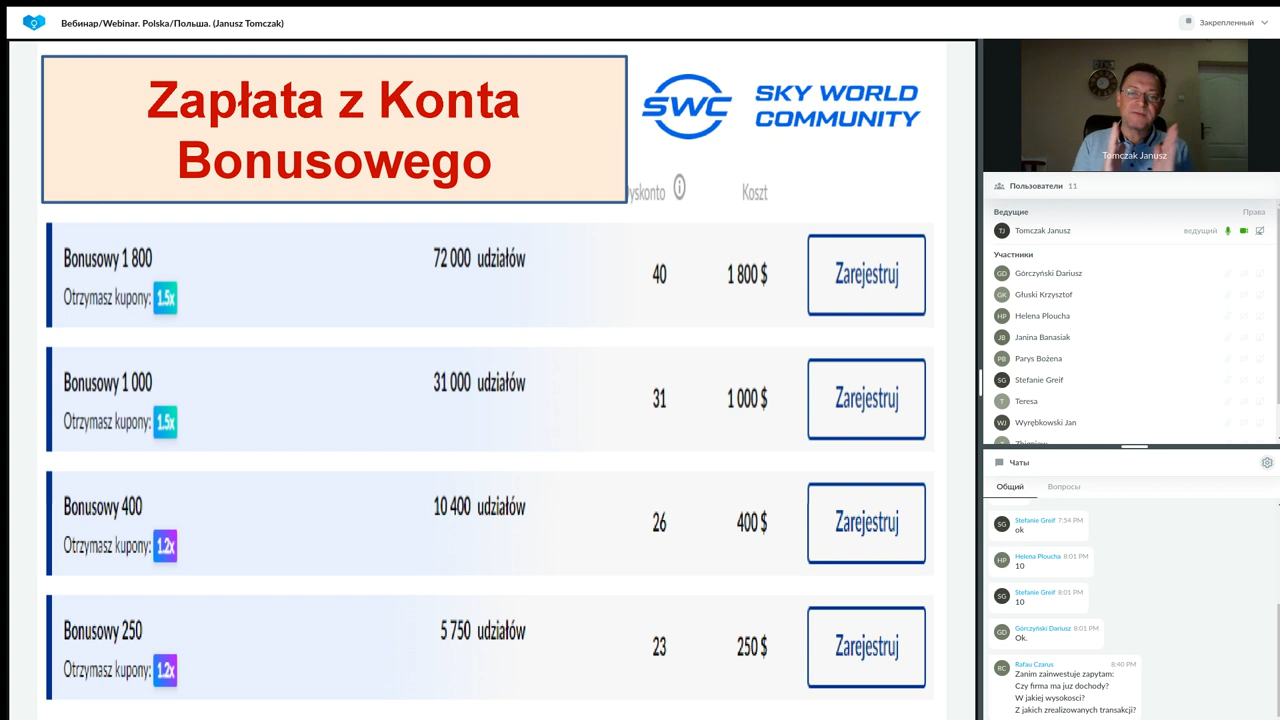 Вебинар/Webinar. Polska/Польша. (Janusz Tomczak)
Закрепленный
Zapłata z Konta
Bonusowego
SWC
SKY WORLD
COMMUNITY
Koszt
Bonusowy 1 800
72 000 udziałów
40
1 800 $
Zarejestruj
Otrzymasz kupony: 1.5x
Bonusowy 1 000
31 000 udziałów
31
1 000 $
Zarejestruj
Otrzymasz kupony: 1.5x
Bonusowy 400
10 400 udziałów
26
400 $
Zarejestruj
Otrzymasz kupony: 1.2x
Bonusowy 250
5 750 udziałów
23
250 $
Zarejestruj
Otrzymasz kupony: 1.2x
Tomczak Janusz
Пользователи 11
Ведущие
Права
TJ Tomczak Janusz ведущий
Участники
GD Górczyński Dariusz
GK Głuski Krzysztof
HP Helena Ploucha
JB Janina Banasiak
PB Parys Bożena
SG Stefanie Greif
T Teresa
WJ Wyrębkowski Jan
Чаты
Общий
Вопросы
SG Stefanie Greif 7:54 PM
ok
HP Helena Ploucha 8:01 PM
10
SG Stefanie Greif 8:01 PM
10
GD Górczyński Dariusz 8:01 PM
Ok.
RC Rafau Czarus 8:40 PM
Zanim zainwestuje zapytam:
Czy firma ma juz dochody?
W jakiej wysokosci?
Z jakich zrealizowanych transakcji?